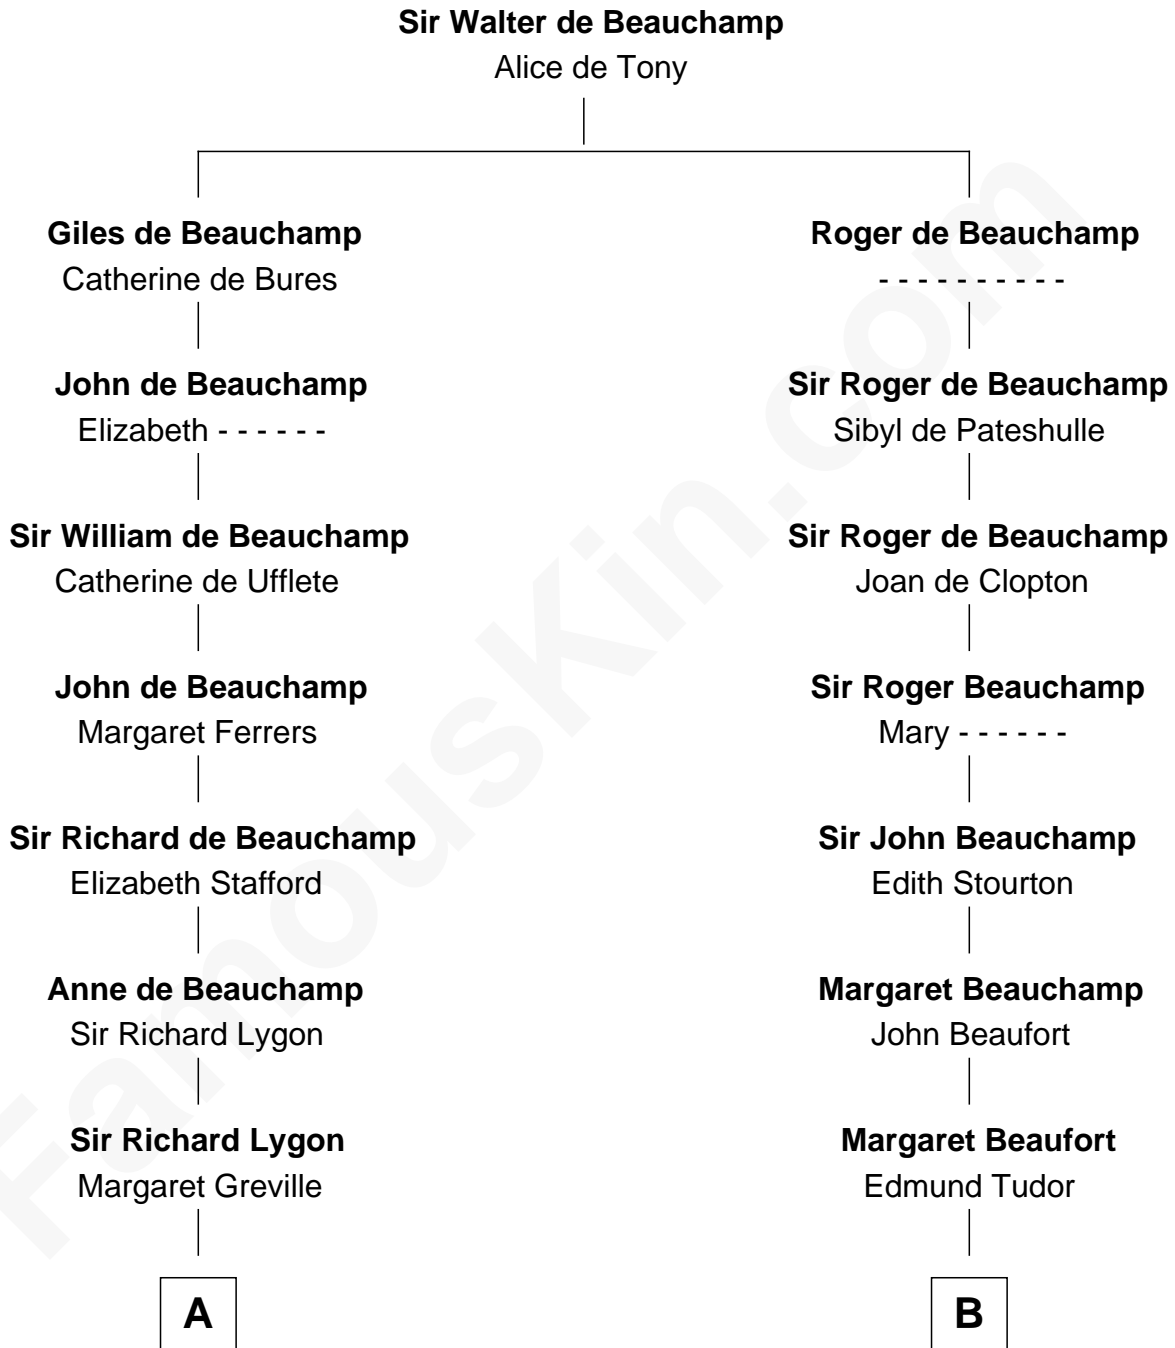 Sir Walter de Beauchamp
Alice de Tony
Giles de Beauchamp
Catherine de Bures
Roger de Beauchamp
- - - - - - - - - -
John de Beauchamp
Elizabeth - - - - - -
Sir Roger de Beauchamp
Sibyl de Pateshulle
Sir William de Beauchamp
Catherine de Ufflete
Sir Roger de Beauchamp
Joan de Clopton
John de Beauchamp
Margaret Ferrers
Sir Roger Beauchamp
Mary - - - - - -
Sir Richard de Beauchamp
Elizabeth Stafford
Sir John Beauchamp
Edith Stourton
Anne de Beauchamp
Sir Richard Lygon
Margaret Beauchamp
John Beaufort
Sir Richard Lygon
Margaret Greville
Margaret Beaufort
Edmund Tudor
A
B
FamousKin.com